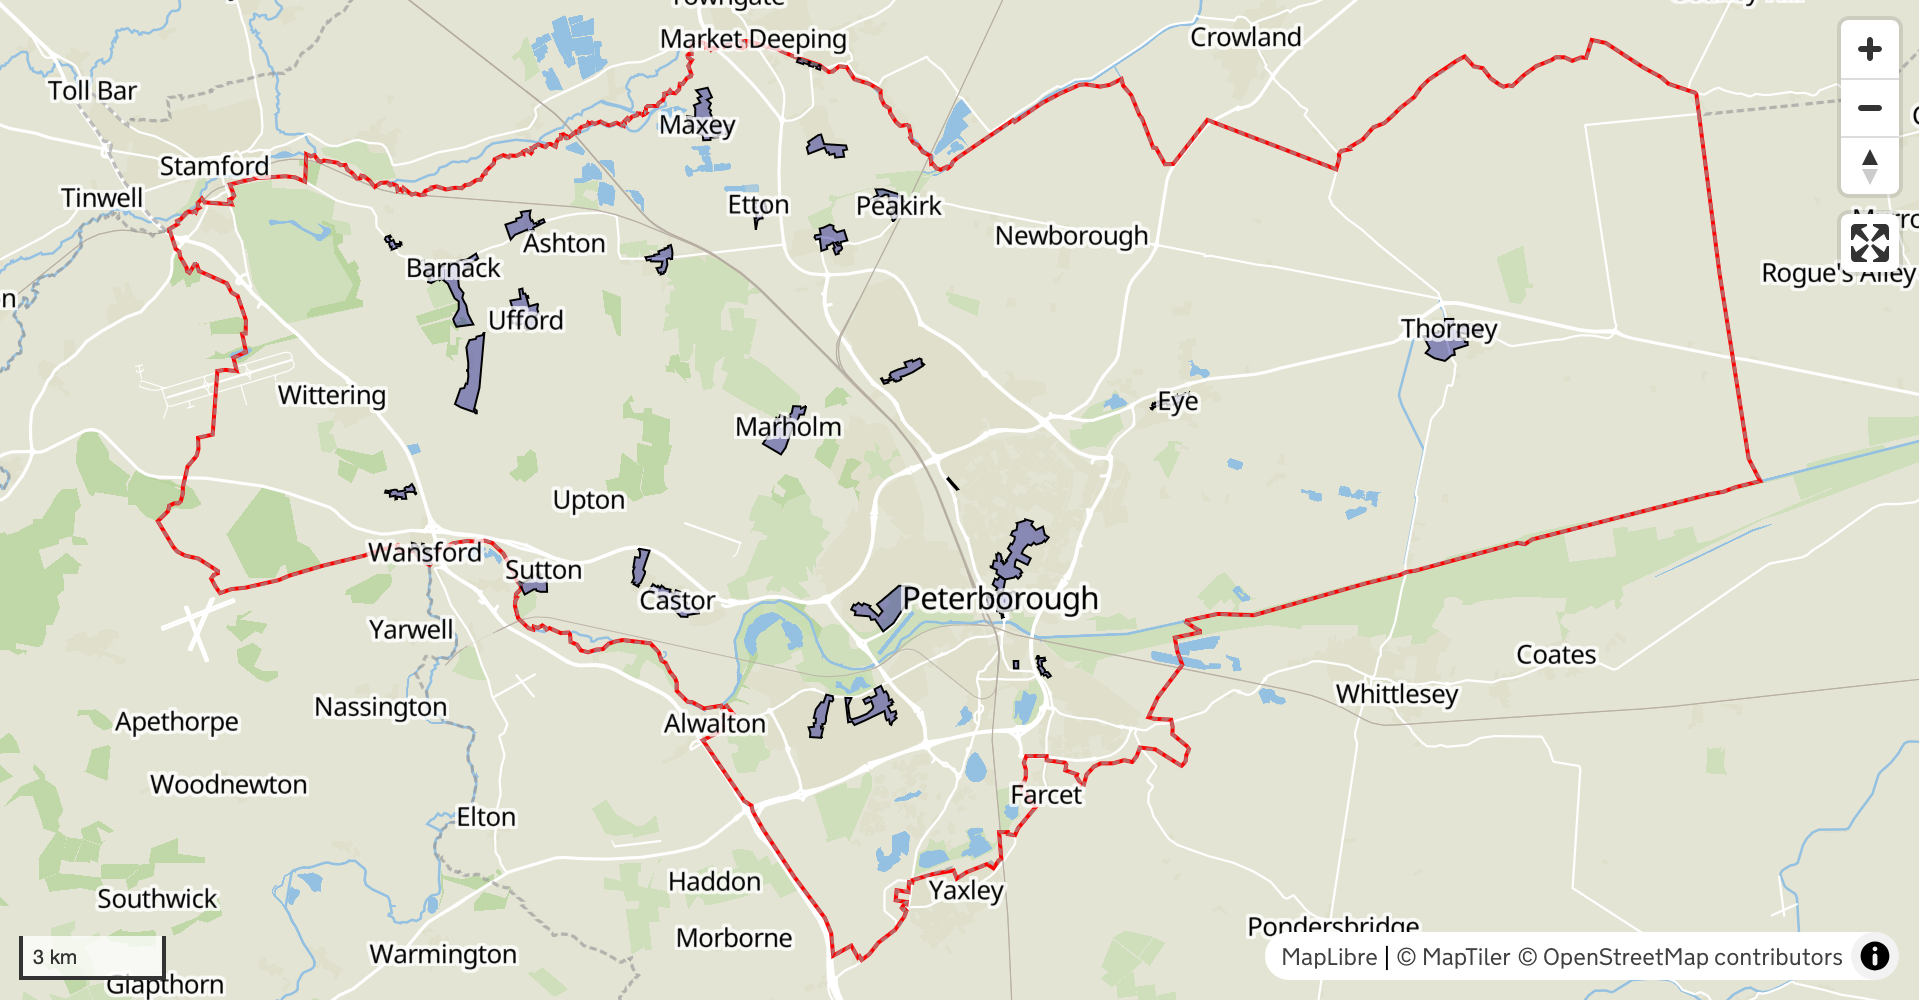 Market Deeping
Crowland
Toll Bar
Maxey
Stamford
Tinwell
Etton
Peakirk
Newborough
Ashton
Barnack
Rogue's Alley
Ufford
Thorney
Wittering
Eye
Marholm
Upton
Wansford
Sutton
Castor
Peterborough
Yarwell
Coates
Whittlesey
Nassington
Apethorpe
Alwalton
Woodnewton
Farcet
Elton
Haddon
Yaxley
Southwick
Pondersbridge
Morborne
Warmington
3 km
Glapthorn
MapLibre | © MapTiler © OpenStreetMap contributors